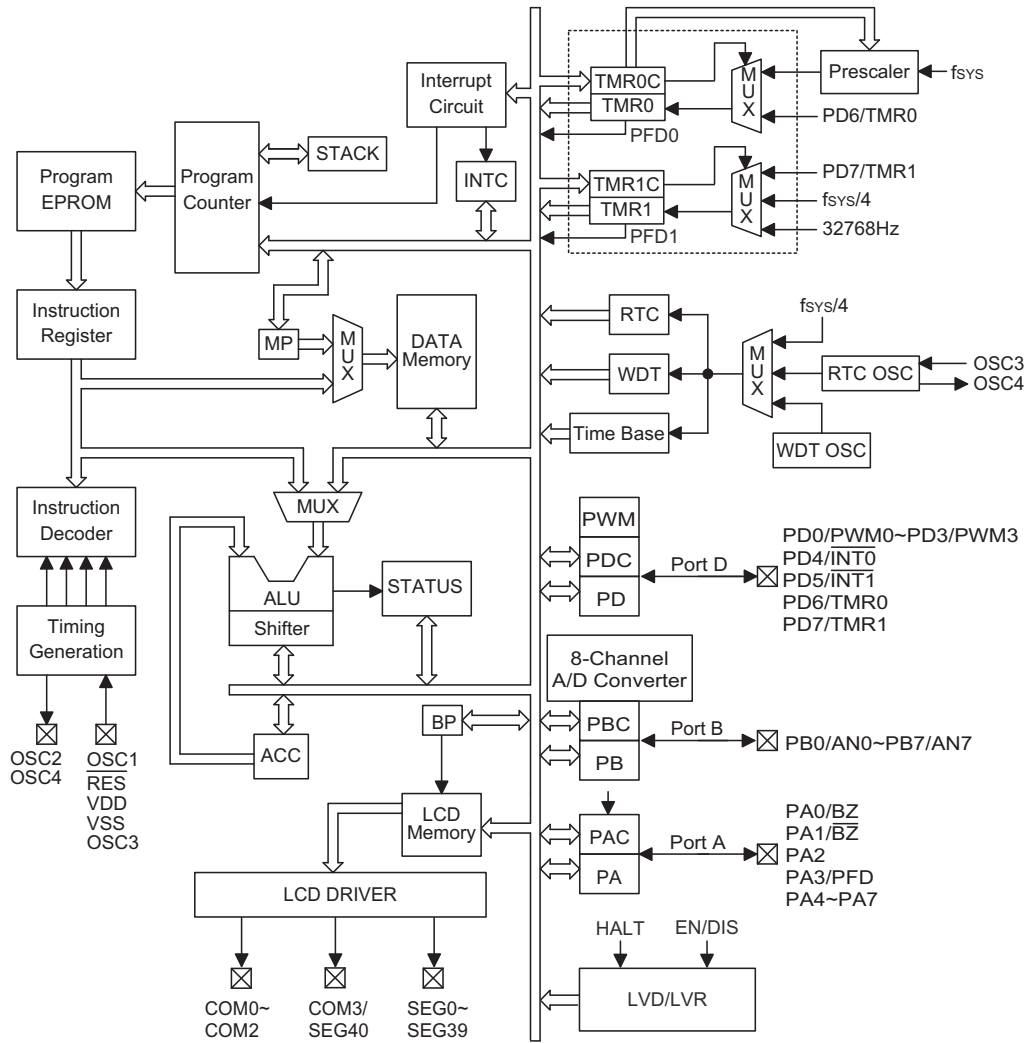 Interrupt
Circuit
TMR0C
TMR0
PFD0
MUX
Prescaler
fSYS
PD6/TMR0
TMR1C
TMR1
PFD1
MUX
PD7/TMR1
fSYS/4
32768Hz
Program
EPROM
Program
Counter
STACK
INTC
Instruction
Register
MP
MUX
DATA
Memory
RTC
WDT
Time Base
MUX
fSYS/4
RTC OSC
OSC3
OSC4
WDT OSC
Instruction
Decoder
MUX
ALU
Shifter
STATUS
Timing
Generation
OSC2
OSC4
OSC1
RES
VDD
VSS
OSC3
ACC
BP
LCD
Memory
LCD DRIVER
COM0~
COM2
COM3/
SEG40
SEG0~
SEG39
PWM
PDC
PD
Port D
PD0/PWM0~PD3/PWM3
PD4/INT0
PD5/INT1
PD6/TMR0
PD7/TMR1
8-Channel
A/D Converter
PBC
PB
Port B
PB0/AN0~PB7/AN7
PAC
PA
Port A
PA0/BZ
PA1/BZ
PA2
PA3/PFD
PA4~PA7
HALT
EN/DIS
LVD/LVR